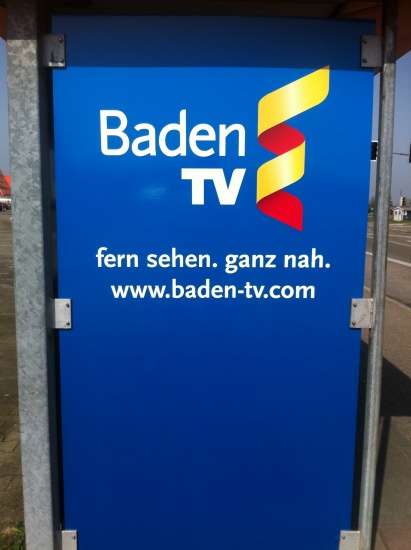 Baden
TV
fern sehen. ganz nah.
www.baden-tv.com